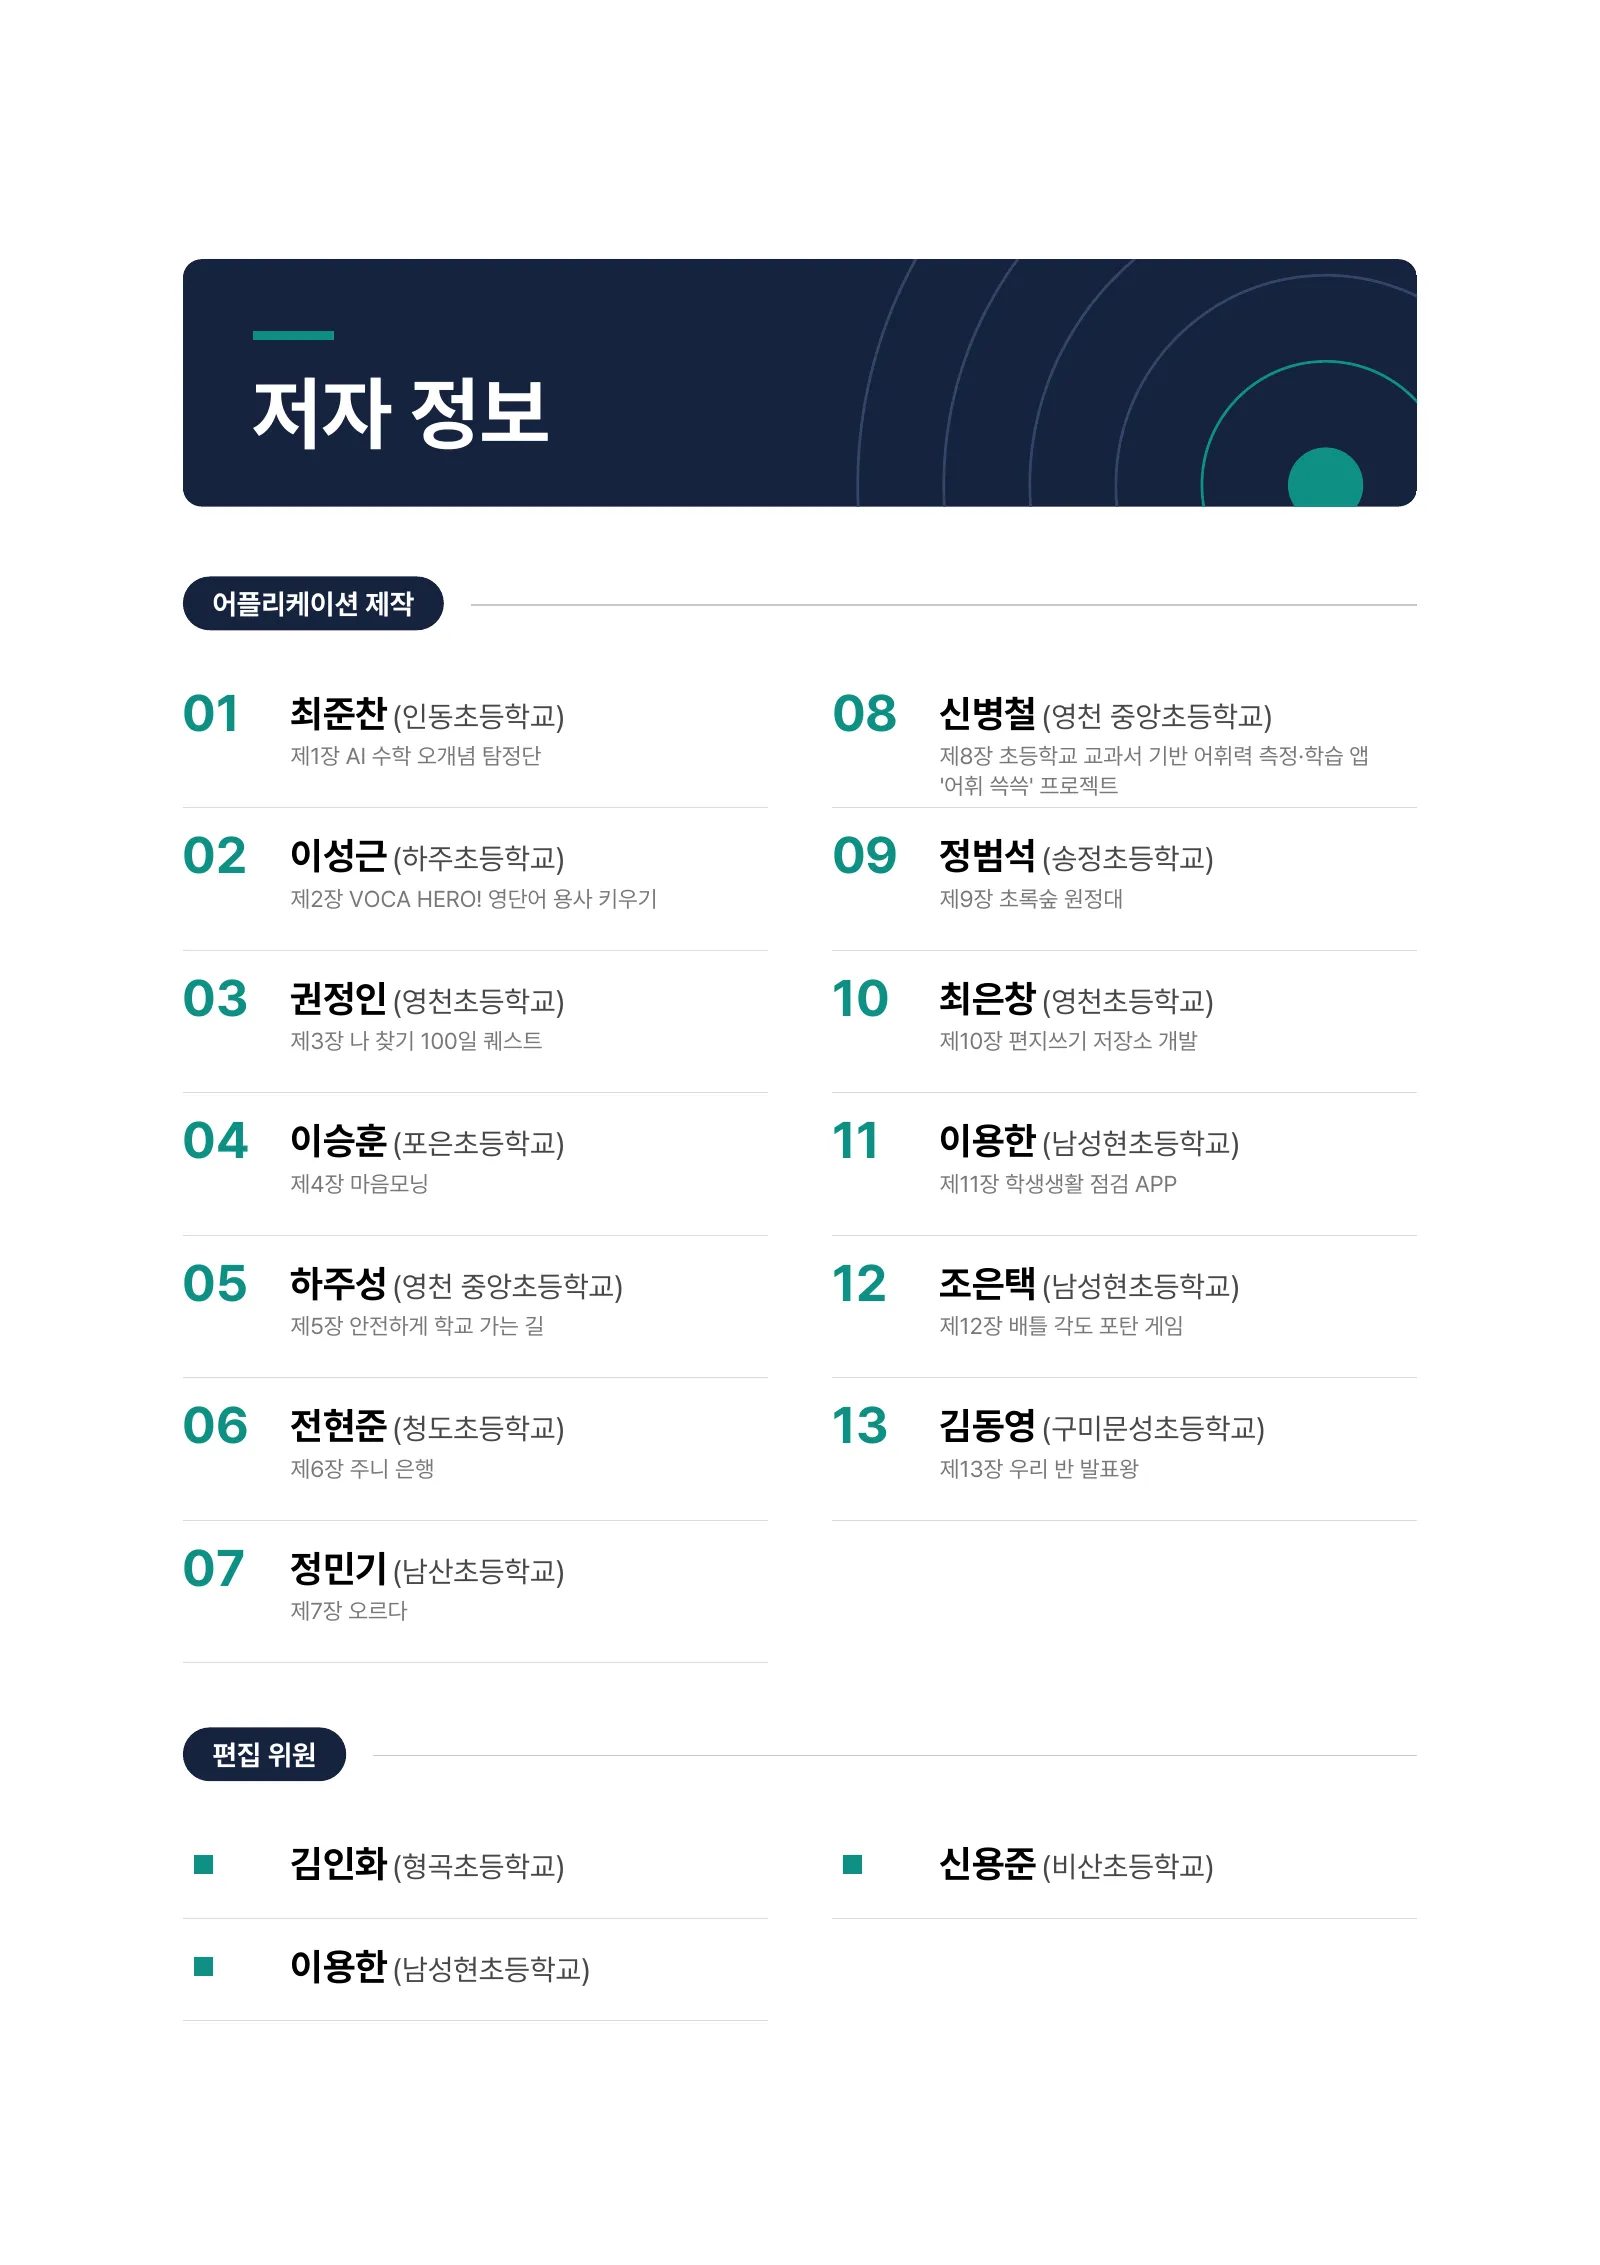 저자 정보
어플리케이션 제작
01 최준찬 (인동초등학교)
제1장 AI 수학 오개념 탐정단
02 이성근 (하주초등학교)
제2장 VOCA HERO! 영단어 용사 키우기
03 권정인 (영천초등학교)
제3장 나 찾기 100일 퀘스트
04 이승훈 (포은초등학교)
제4장 마음모닝
05 하주성 (영천 중앙초등학교)
제5장 안전하게 학교 가는 길
06 전현준 (청도초등학교)
제6장 주니 은행
07 정민기 (남산초등학교)
제7장 오르다
08 신병철 (영천 중앙초등학교)
제8장 초등학교 교과서 기반 어휘력 측정·학습 앱
'어휘 쓱쓱' 프로젝트
09 정범석 (송정초등학교)
제9장 초록숲 원정대
10 최은창 (영천초등학교)
제10장 편지쓰기 저장소 개발
11 이용한 (남성현초등학교)
제11장 학생생활 점검 APP
12 조은택 (남성현초등학교)
제12장 배틀 각도 포탄 게임
13 김동영 (구미문성초등학교)
제13장 우리 반 발표왕
편집 위원
김인화 (형곡초등학교)
신용준 (비산초등학교)
이용한 (남성현초등학교)